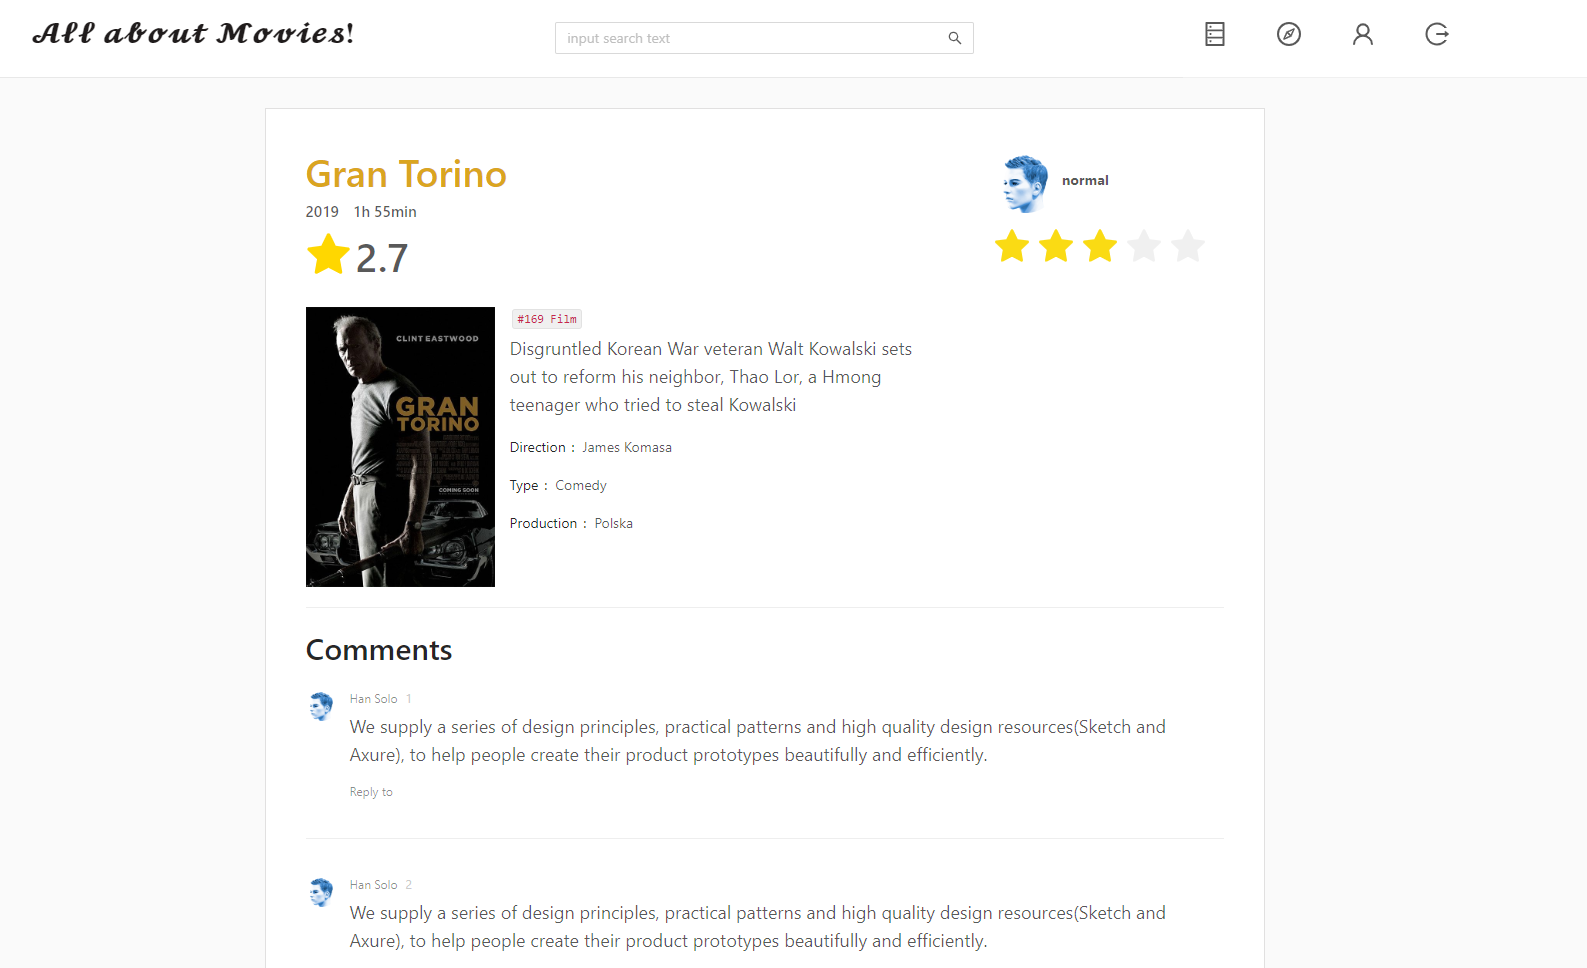 All about Movies!
input search text
Gran Torino
2019 1h 55min
2.7
normal
CLINT EASTWOOD
GRAN
TORINO
COMING SOON
#169 Film
Disgruntled Korean War veteran Walt Kowalski sets
out to reform his neighbor, Thao Lor, a Hmong
teenager who tried to steal Kowalski
Direction : James Komasa
Type : Comedy
Production : Polska
Comments
Han Solo 1
We supply a series of design principles, practical patterns and high quality design resources(Sketch and
Axure), to help people create their product prototypes beautifully and efficiently.
Reply to
Han Solo 2
We supply a series of design principles, practical patterns and high quality design resources(Sketch and
Axure), to help people create their product prototypes beautifully and efficiently.